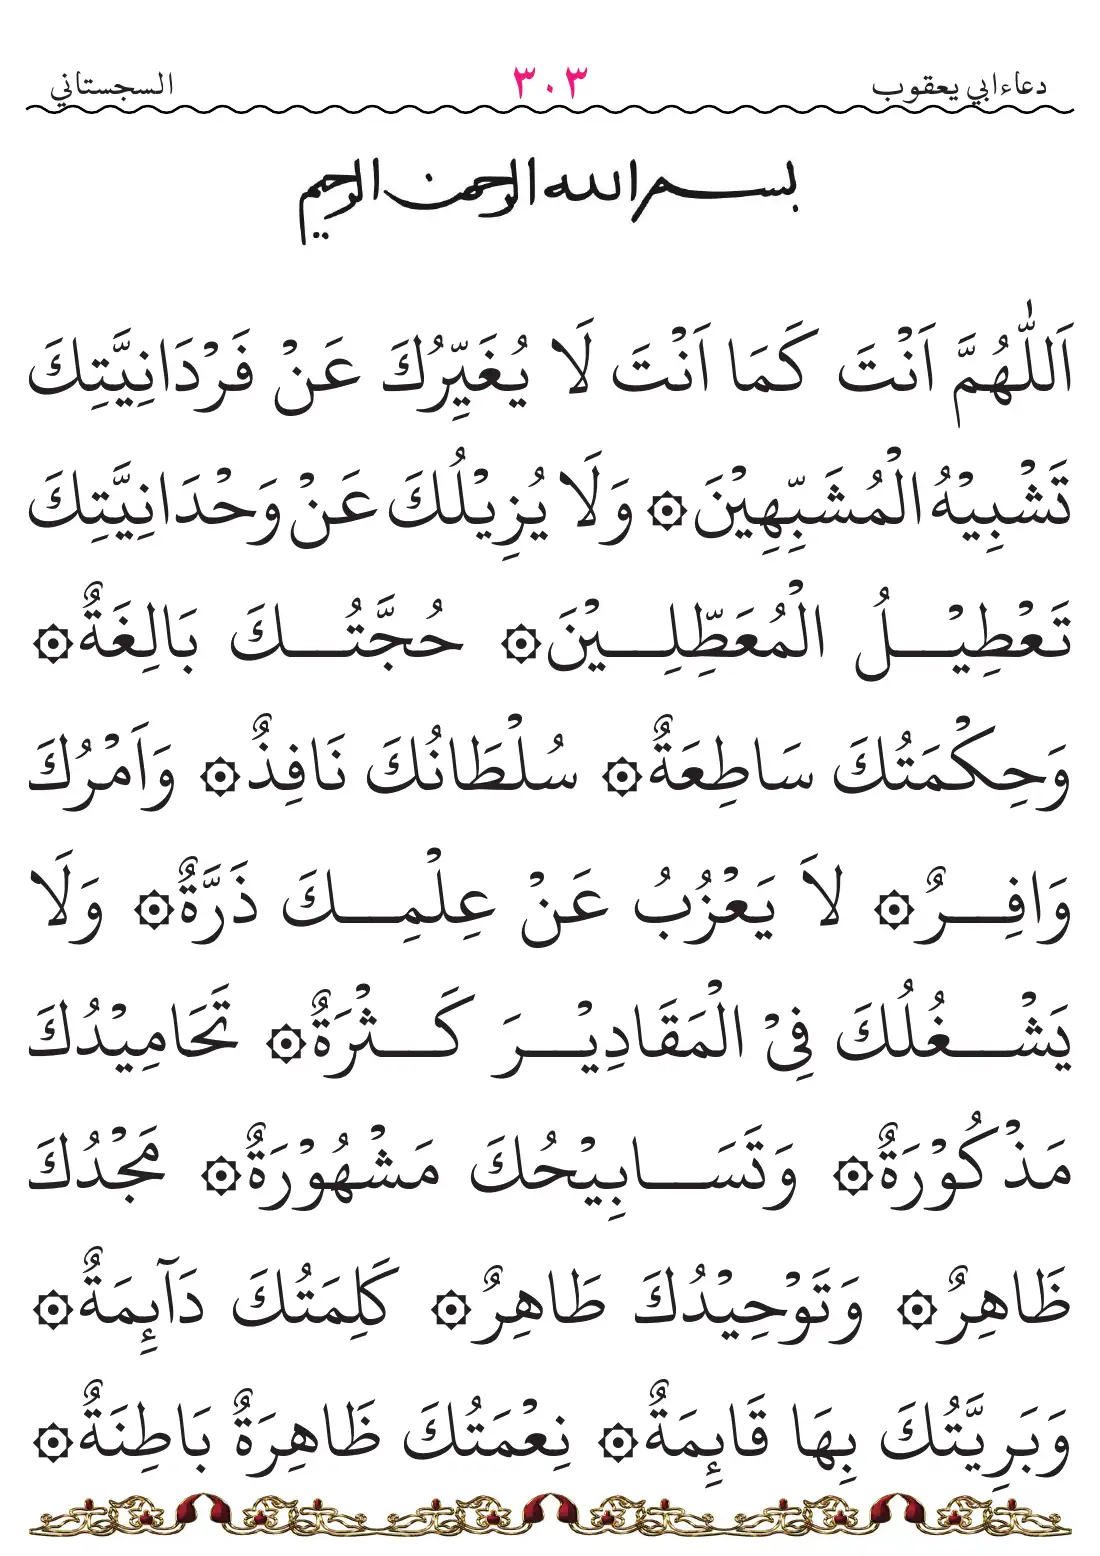 دعاءابي يعقوب ٣٠٣ السجستاني
بسم الله الرحمن الرحيم
اَللّٰهُمَّ اَنْتَ كَمَا اَنْتَ لَا يُغَيِّرُكَ عَنْ فَرْدَانِيَّتِكَ
تَشْبِيْهُ الْمُشَبِّهِيْنَ۞ وَلَا يُزِيْلُكَ عَنْ وَحْدَانِيَّتِكَ
تَعْطِيْلُ الْمُعَطِّلِيْنَ۞ حُجَّتُكَ بَالِغَةٌ۞
وَحِكْمَتُكَ سَاطِعَةٌ۞ سُلْطَانُكَ نَافِذٌ۞ وَاَمْرُكَ
وَافِرٌ۞ لاَ يَعْزُبُ عَنْ عِلْمِكَ ذَرَّةٌ۞ وَلَا
يَشْغُلُكَ فِيْ الْمَقَادِيْرَ كَثْرَةٌ۞ تَحَامِيْدُكَ
مَذْكُوْرَةٌ۞ وَتَسَابِيْحُكَ مَشْهُوْرَةٌ۞ مَجْدُكَ
ظَاهِرٌ۞ وَتَوْحِيْدُكَ طَاهِرٌ۞ كَلِمَتُكَ دَآئِمَةٌ۞
وَبَرِيَّتُكَ بِهَا قَائِمَةٌ۞ نِعْمَتُكَ ظَاهِرَةٌ بَاطِنَةٌ۞